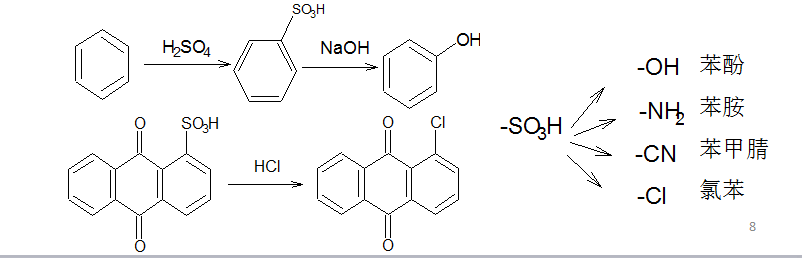 SO3H
H2SO4
NaOH
OH
O
SO3H
O
HCl
O
Cl
O
-SO3H
-OH 苯酚
-NH2 苯胺
-CN 苯甲腈
-Cl 氯苯
8